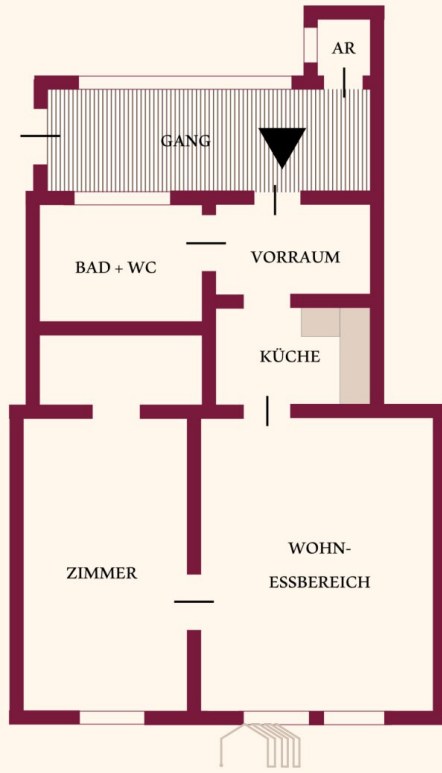 AR
GANG
BAD + WC
VORRAUM
KÜCHE
ZIMMER
WOHN-
ESSBEREICH